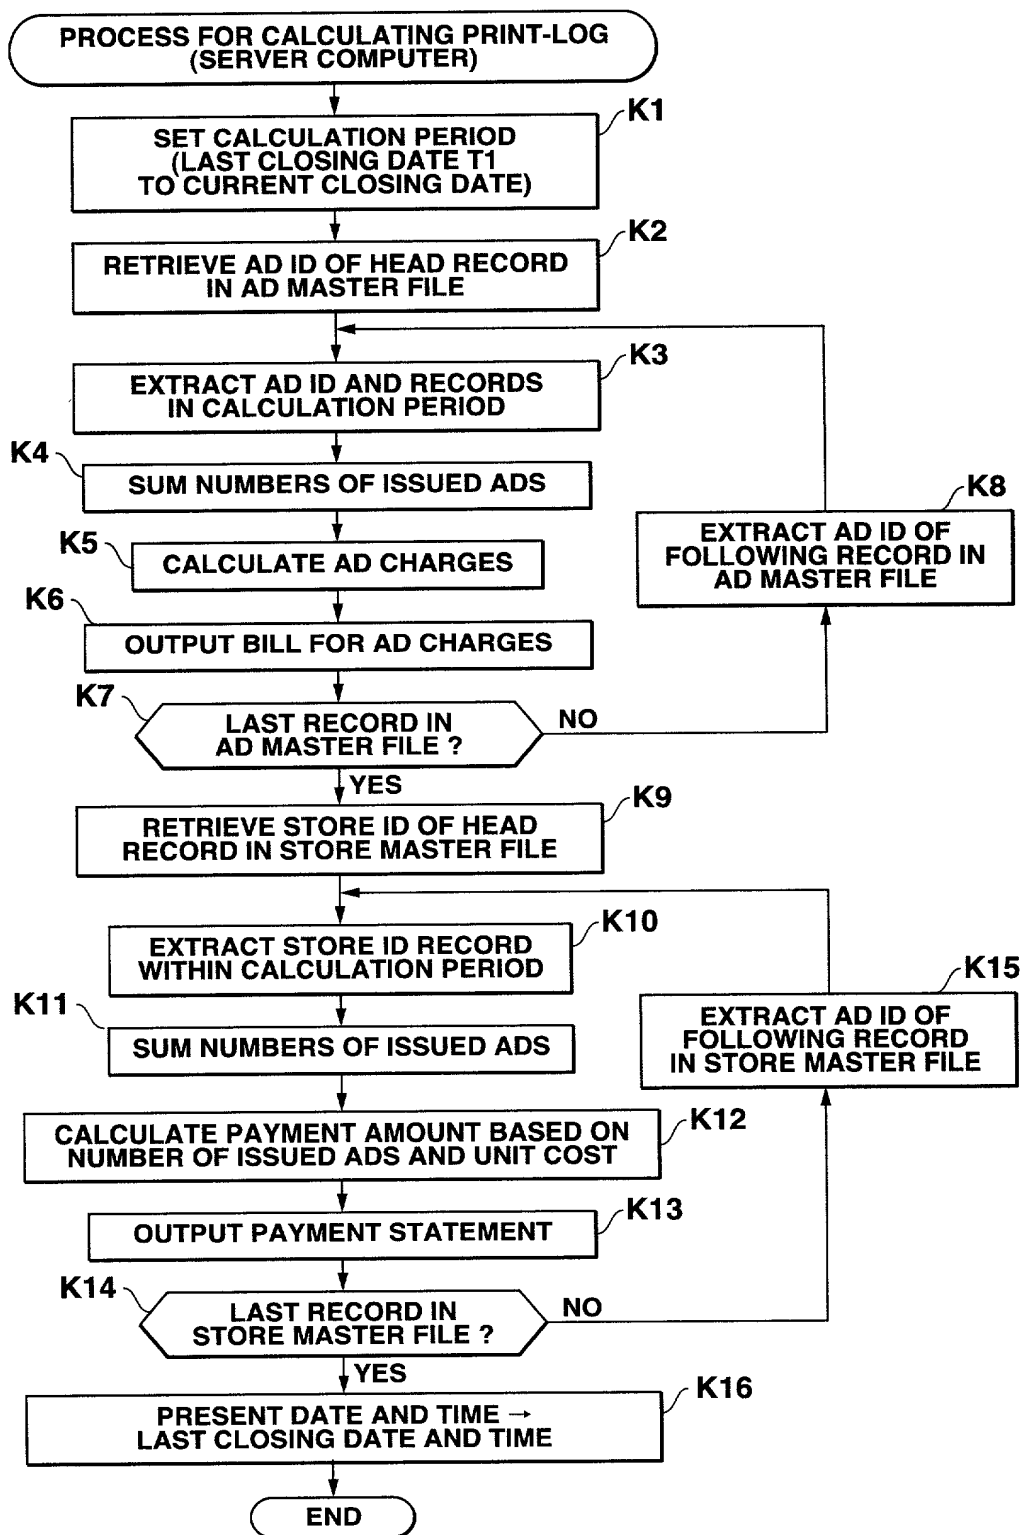 PROCESS FOR CALCULATING PRINT-LOG
(SERVER COMPUTER)
K1
SET CALCULATION PERIOD
(LAST CLOSING DATE T1
TO CURRENT CLOSING DATE)
K2
RETRIEVE AD ID OF HEAD RECORD
IN AD MASTER FILE
K3
EXTRACT AD ID AND RECORDS
IN CALCULATION PERIOD
K4
SUM NUMBERS OF ISSUED ADS
K8
EXTRACT AD ID OF
FOLLOWING RECORD IN
AD MASTER FILE
K5
CALCULATE AD CHARGES
K6
OUTPUT BILL FOR AD CHARGES
K7
LAST RECORD IN
AD MASTER FILE ?
NO
YES
K9
RETRIEVE STORE ID OF HEAD
RECORD IN STORE MASTER FILE
K10
EXTRACT STORE ID RECORD
WITHIN CALCULATION PERIOD
K15
EXTRACT AD ID OF
FOLLOWING RECORD
IN STORE MASTER FILE
K11
SUM NUMBERS OF ISSUED ADS
K12
CALCULATE PAYMENT AMOUNT BASED ON
NUMBER OF ISSUED ADS AND UNIT COST
K13
OUTPUT PAYMENT STATEMENT
K14
LAST RECORD IN
STORE MASTER FILE ?
NO
YES
K16
PRESENT DATE AND TIME →
LAST CLOSING DATE AND TIME
END